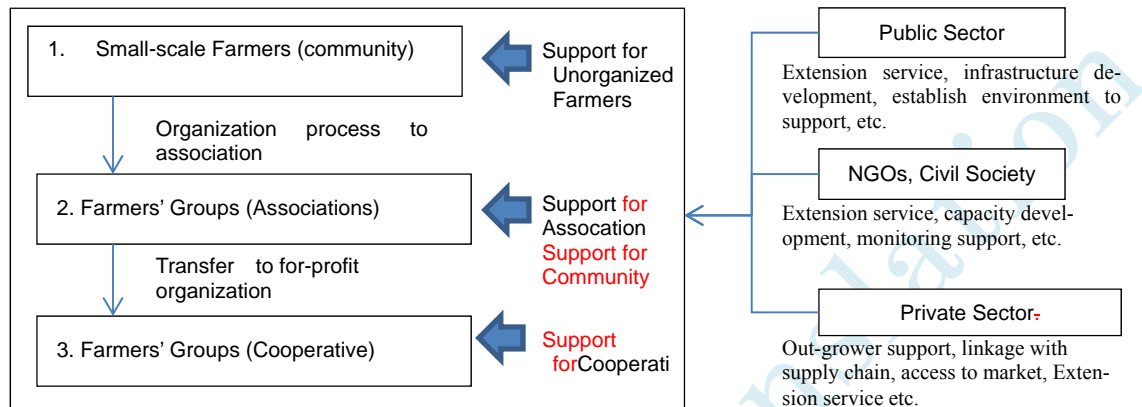 1. Small-scale Farmers (community)
Support for
Unorganized
Farmers
Organization process to
association
2. Farmers' Groups (Associations)
Support for
Assocation
Support for
Community
Transfer to for-profit
organization
3. Farmers' Groups (Cooperative)
Support
forCooperati
Public Sector
Extension service, infrastructure de-
velopment, establish environment to
support, etc.
NGOs, Civil Society
Extension service, capacity devel-
opment, monitoring support, etc.
Private Sector.
Out-grower support, linkage with
supply chain, access to market, Exten-
sion service etc.
nslation